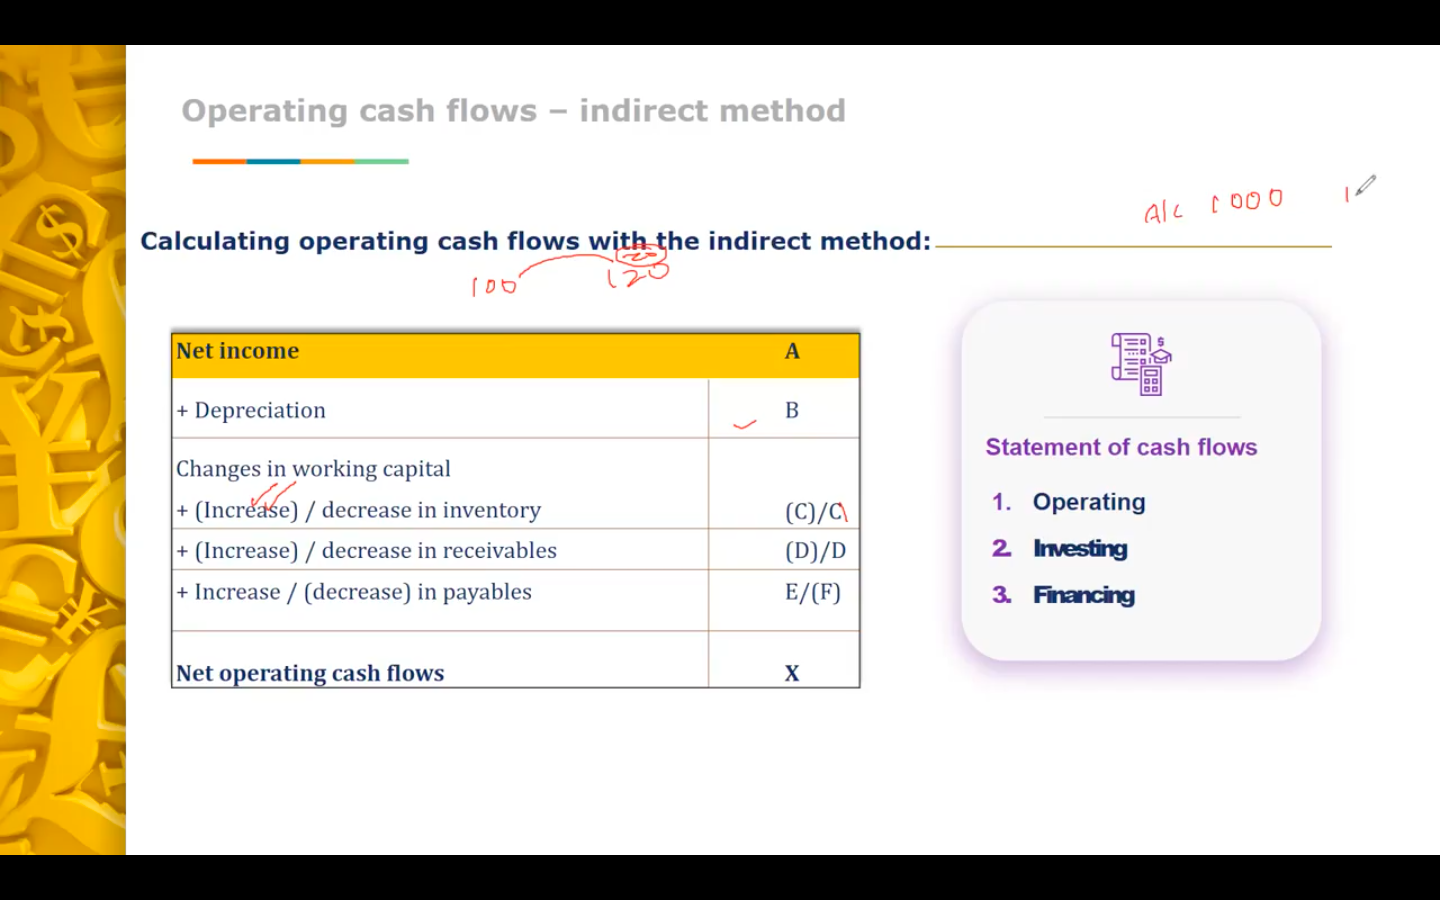 Operating cash flows – indirect method
A/c 1000 1
Calculating operating cash flows with the indirect method:
20
100 120
Net income A
+ Depreciation B
Changes in working capital
+ (Increase) / decrease in inventory (C)/C
+ (Increase) / decrease in receivables (D)/D
+ Increase / (decrease) in payables E/(F)
Net operating cash flows X
$
Statement of cash flows
1. Operating
2. Investing
3. Financing